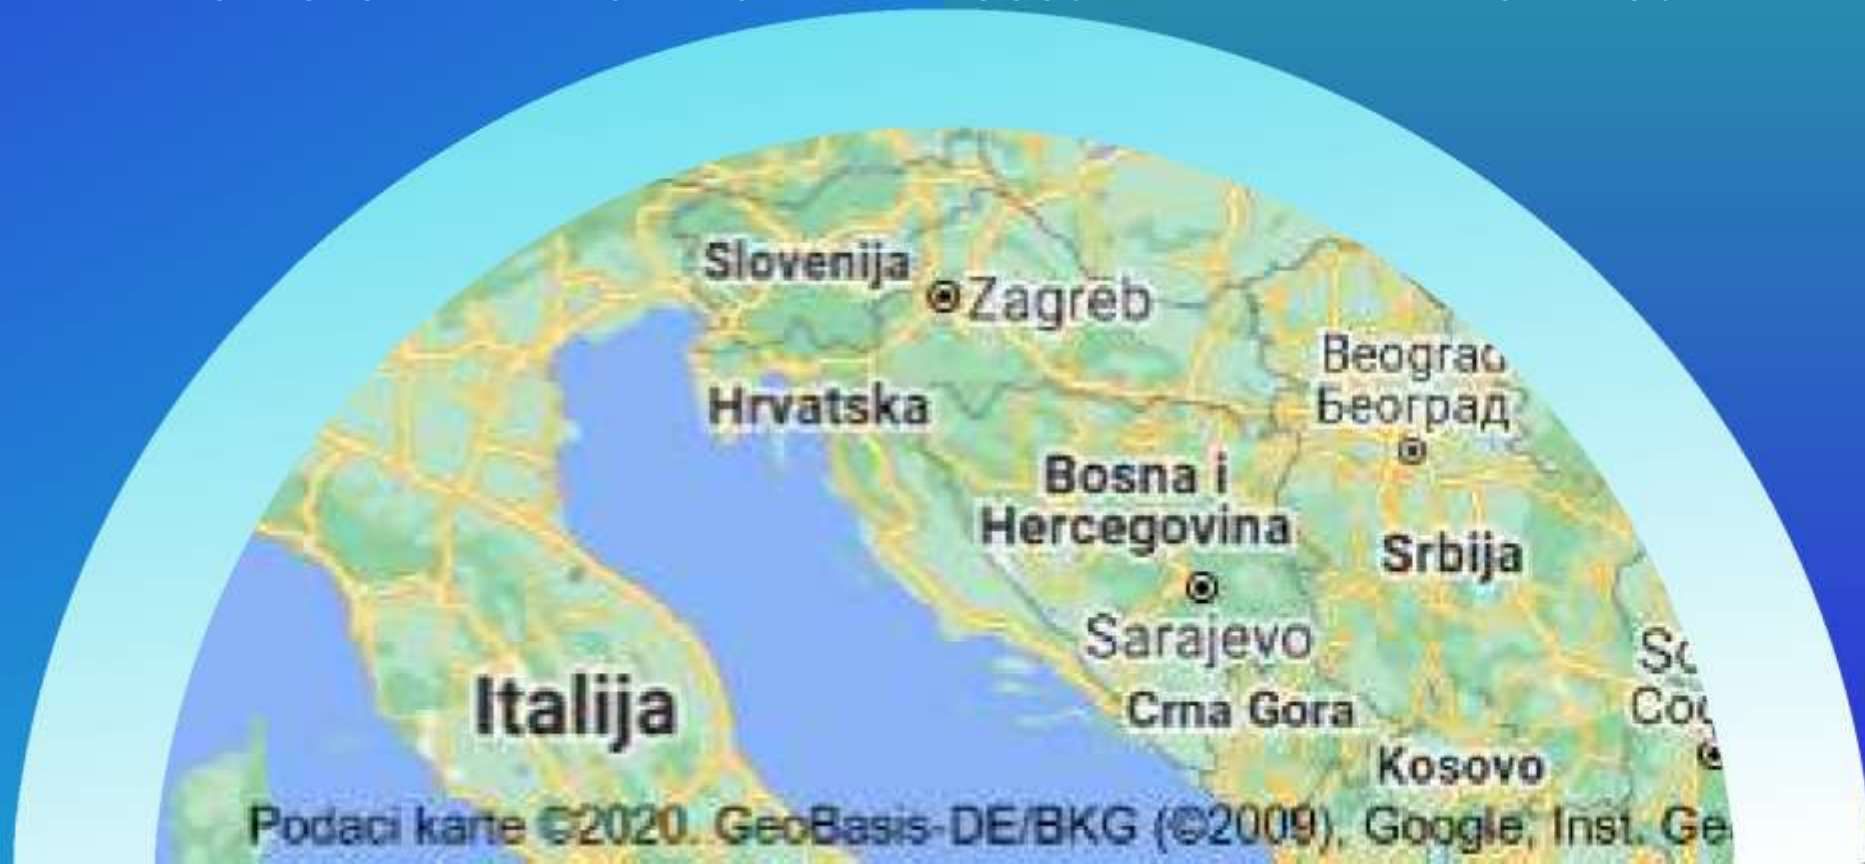 Slovenija
Zagreb
Beograd
Београд
Hrvatska
Bosna i
Hercegovina
Srbija
Sarajevo
Italija
Crna Gora
Kosovo
Podaci karte ©2020. GeoBasis-DE/BKG (©2009), Google, Inst. Ge